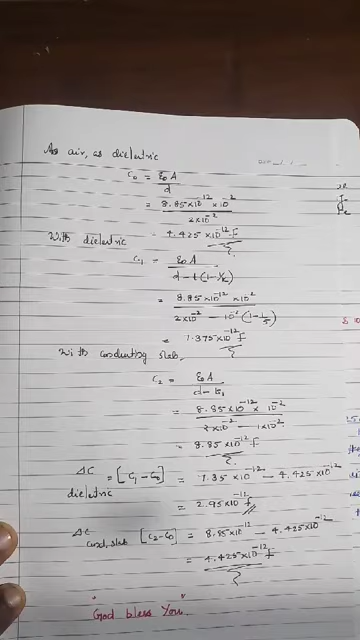 As air, as dielectric
C₀ = ε₀A / d
= 8.85×10⁻¹² ×10⁻² / 2×10⁻²
= 4.425×10⁻¹² f
With dielectric
C₁ = ε₀A / d-t(1-1/k)
= 8.85×10⁻¹² ×10⁻² / 2×10⁻² - 10⁻²(1-1/5)
= 7.375×10⁻¹² f
With conducting slab,
C₂ = ε₀A / d-t
= 8.85×10⁻¹² × 10⁻² / 2×10⁻² - 1×10⁻²
= 8.85×10⁻¹² f
ΔC dielectric = [C₁-C₀] = 7.35×10⁻¹² - 4.425×10⁻¹²
= 2.95×10⁻¹² f
ΔC cond,slab [C₂-C₀] = 8.85×10⁻¹² - 4.425×10⁻¹²
= 4.425×10⁻¹² f
"God bless You"